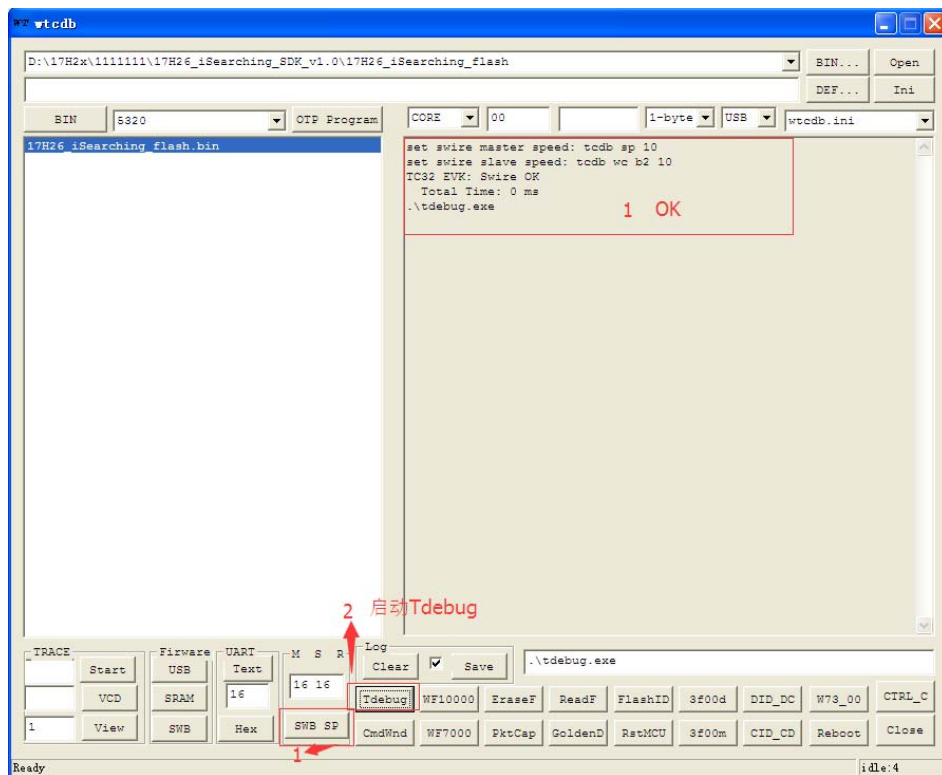 wtcdb
D:\17H2x\1111111\17H26_iSearching_SDK_v1.0\17H26_iSearching_flash
BIN...
Open
DEF...
Ini
BIN
5320
OTP Program
CORE
00
1-byte
USB
wtcdb.ini
17H26_iSearching_flash.bin
set swire master speed: tcdb sp 10
set swire slave speed: tcdb wc b2 10
TC32 EVK: Swire OK
Total Time: 0 ms
.\tdebug.exe
1 OK
2 启动Tdebug
TRACE
Firware
UART
M S R
Log
Start
USB
Text
Clear
Save
.\tdebug.exe
VCD
SRAM
16
16 16
Tdebug
WF10000
EraseF
ReadF
FlashID
3f00d
DID_DC
W73_00
CTRL_C
1
View
SWB
Hex
SWB SP
CmdWnd
WF7000
PktCap
GoldenD
RstMCU
3f00m
CID_CD
Reboot
Close
1
Ready
idle:4